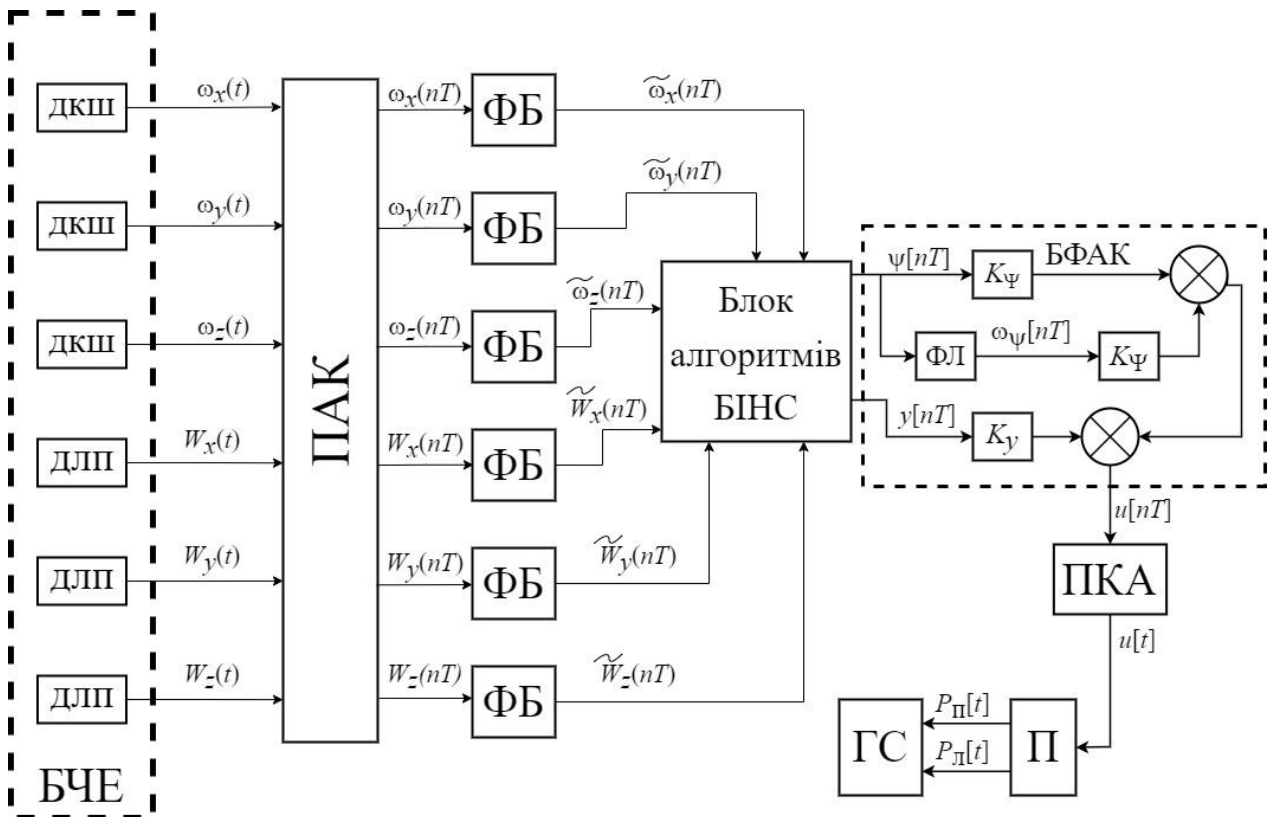 ДКШ
ωx(t)
ωx(nT)
ФБ
ω̃x(nT)
ДКШ
ωy(t)
ωy(nT)
ФБ
ω̃y(nT)
ДКШ
ωz(t)
ωz(nT)
ФБ
ω̃z(nT)
ДЛП
Wx(t)
Wx(nT)
ФБ
W̃x(nT)
ДЛП
Wy(t)
Wy(nT)
ФБ
W̃y(nT)
ДЛП
Wz(t)
Wz(nT)
ФБ
W̃z(nT)
БЧЕ
ПАК
Блок
алгоритмів
БІНС
ψ[nT]
KΨ
БФАК
ФЛ
ωψ[nT]
KΨ
y[nT]
Ky
u[nT]
ПКА
u[t]
П
PП[t]
PЛ[t]
ГС